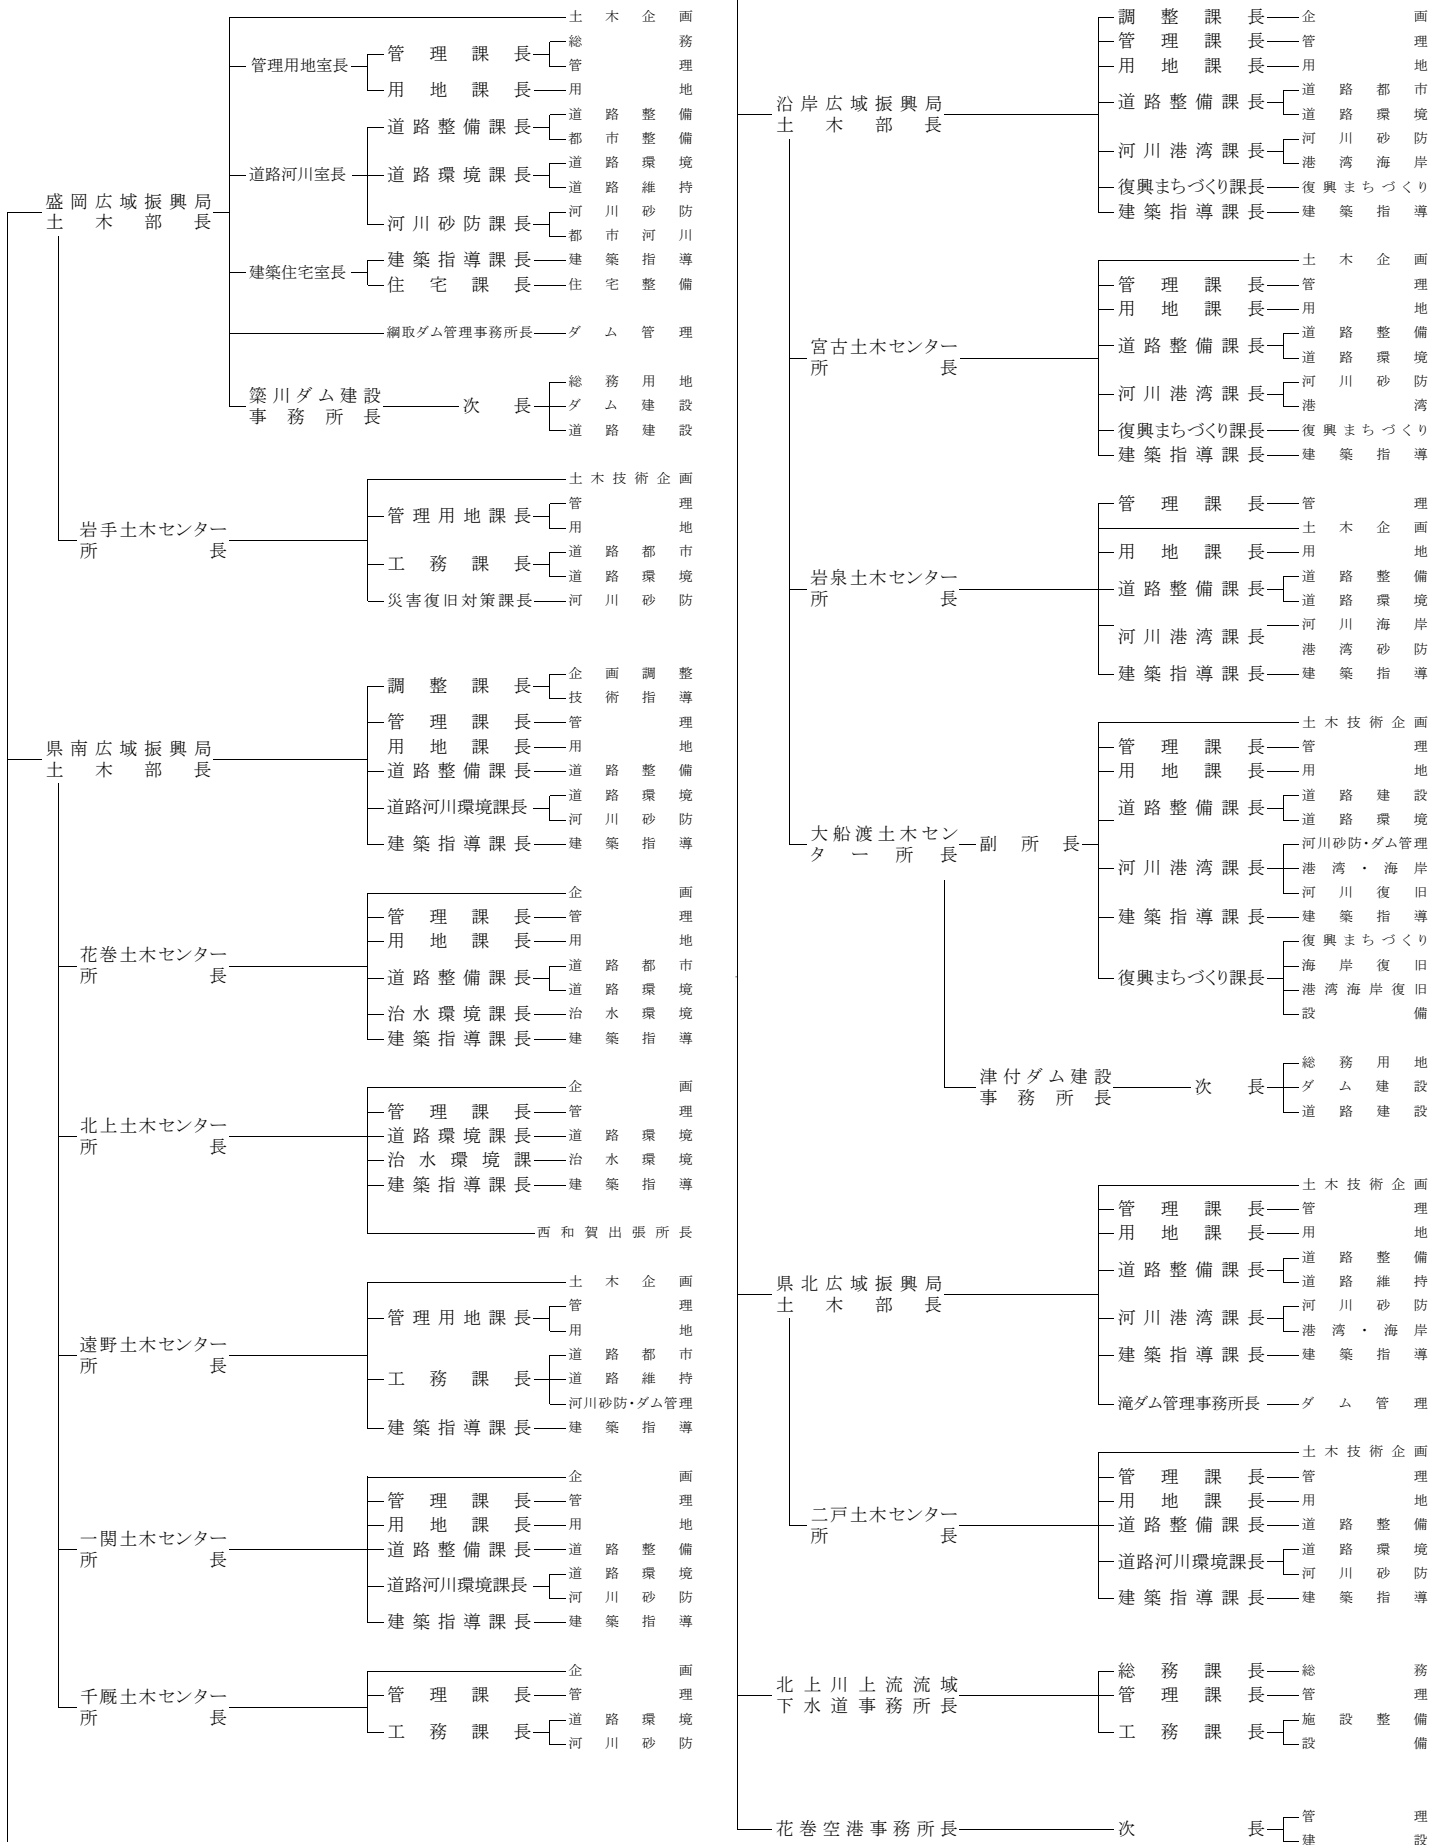 土木企画
管理用地室長
管理課長
総務
管理
用地課長
用地
道路河川室長
道路整備課長
道路整備
都市整備
道路環境課長
道路環境
道路維持
河川砂防課長
河川砂防
都市河川
盛岡広域振興局
土木部長
建築住宅室長
建築指導課長
建築指導
住宅課長
住宅整備
綱取ダム管理事務所長
ダム管理
簗川ダム建設
事務所長
次長
総務用地
ダム建設
道路建設
岩手土木センター
所長
土木技術企画
管理用地課長
管理
用地
工務課長
道路都市
道路環境
災害復旧対策課長
河川砂防
県南広域振興局
土木部長
調整課長
企画調整
技術指導
管理課長
管理
用地課長
用地
道路整備課長
道路整備
道路河川環境課長
道路環境
河川砂防
建築指導課長
建築指導
花巻土木センター
所長
企画
管理課長
管理
用地課長
用地
道路整備課長
道路都市
道路環境
治水環境課長
治水環境
建築指導課長
建築指導
北上土木センター
所長
企画
管理課長
管理
道路環境課長
道路環境
治水環境課
治水環境
建築指導課長
建築指導
西和賀出張所長
遠野土木センター
所長
土木企画
管理用地課長
管理
用地
工務課長
道路都市
道路維持
河川砂防・ダム管理
建築指導課長
建築指導
一関土木センター
所長
企画
管理課長
管理
用地課長
用地
道路整備課長
道路整備
道路河川環境課長
道路環境
河川砂防
建築指導課長
建築指導
千厩土木センター
所長
企画
管理課長
管理
工務課長
道路環境
河川砂防
沿岸広域振興局
土木部長
調整課長
企画
管理課長
管理
用地課長
用地
道路整備課長
道路都市
道路環境
河川港湾課長
河川砂防
港湾海岸
復興まちづくり課長
復興まちづくり
建築指導課長
建築指導
宮古土木センター
所長
土木企画
管理課長
管理
用地課長
用地
道路整備課長
道路整備
道路環境
河川港湾課長
河川砂防
港湾
復興まちづくり課長
復興まちづくり
建築指導課長
建築指導
岩泉土木センター
所長
管理課長
管理
土木企画
用地課長
用地
道路整備課長
道路整備
道路環境
河川港湾課長
河川海岸
港湾砂防
建築指導課長
建築指導
大船渡土木セン
ター所長
副所長
土木技術企画
管理課長
管理
用地課長
用地
道路整備課長
道路建設
道路環境
河川港湾課長
河川砂防・ダム管理
港湾・海岸
河川復旧
建築指導課長
建築指導
復興まちづくり課長
復興まちづくり
海岸復旧
港湾海岸復旧
設備
津付ダム建設
事務所長
次長
総務用地
ダム建設
道路建設
県北広域振興局
土木部長
土木技術企画
管理課長
管理
用地課長
用地
道路整備課長
道路整備
道路維持
河川港湾課長
河川砂防
港湾・海岸
建築指導課長
建築指導
滝ダム管理事務所長
ダム管理
二戸土木センター
所長
土木技術企画
管理課長
管理
用地課長
用地
道路整備課長
道路整備
道路河川環境課長
道路環境
河川砂防
建築指導課長
建築指導
北上川上流流域
下水道事務所長
総務課長
総務
管理課長
管理
工務課長
施設整備
設備
花巻空港事務所長
次長
管理
建設